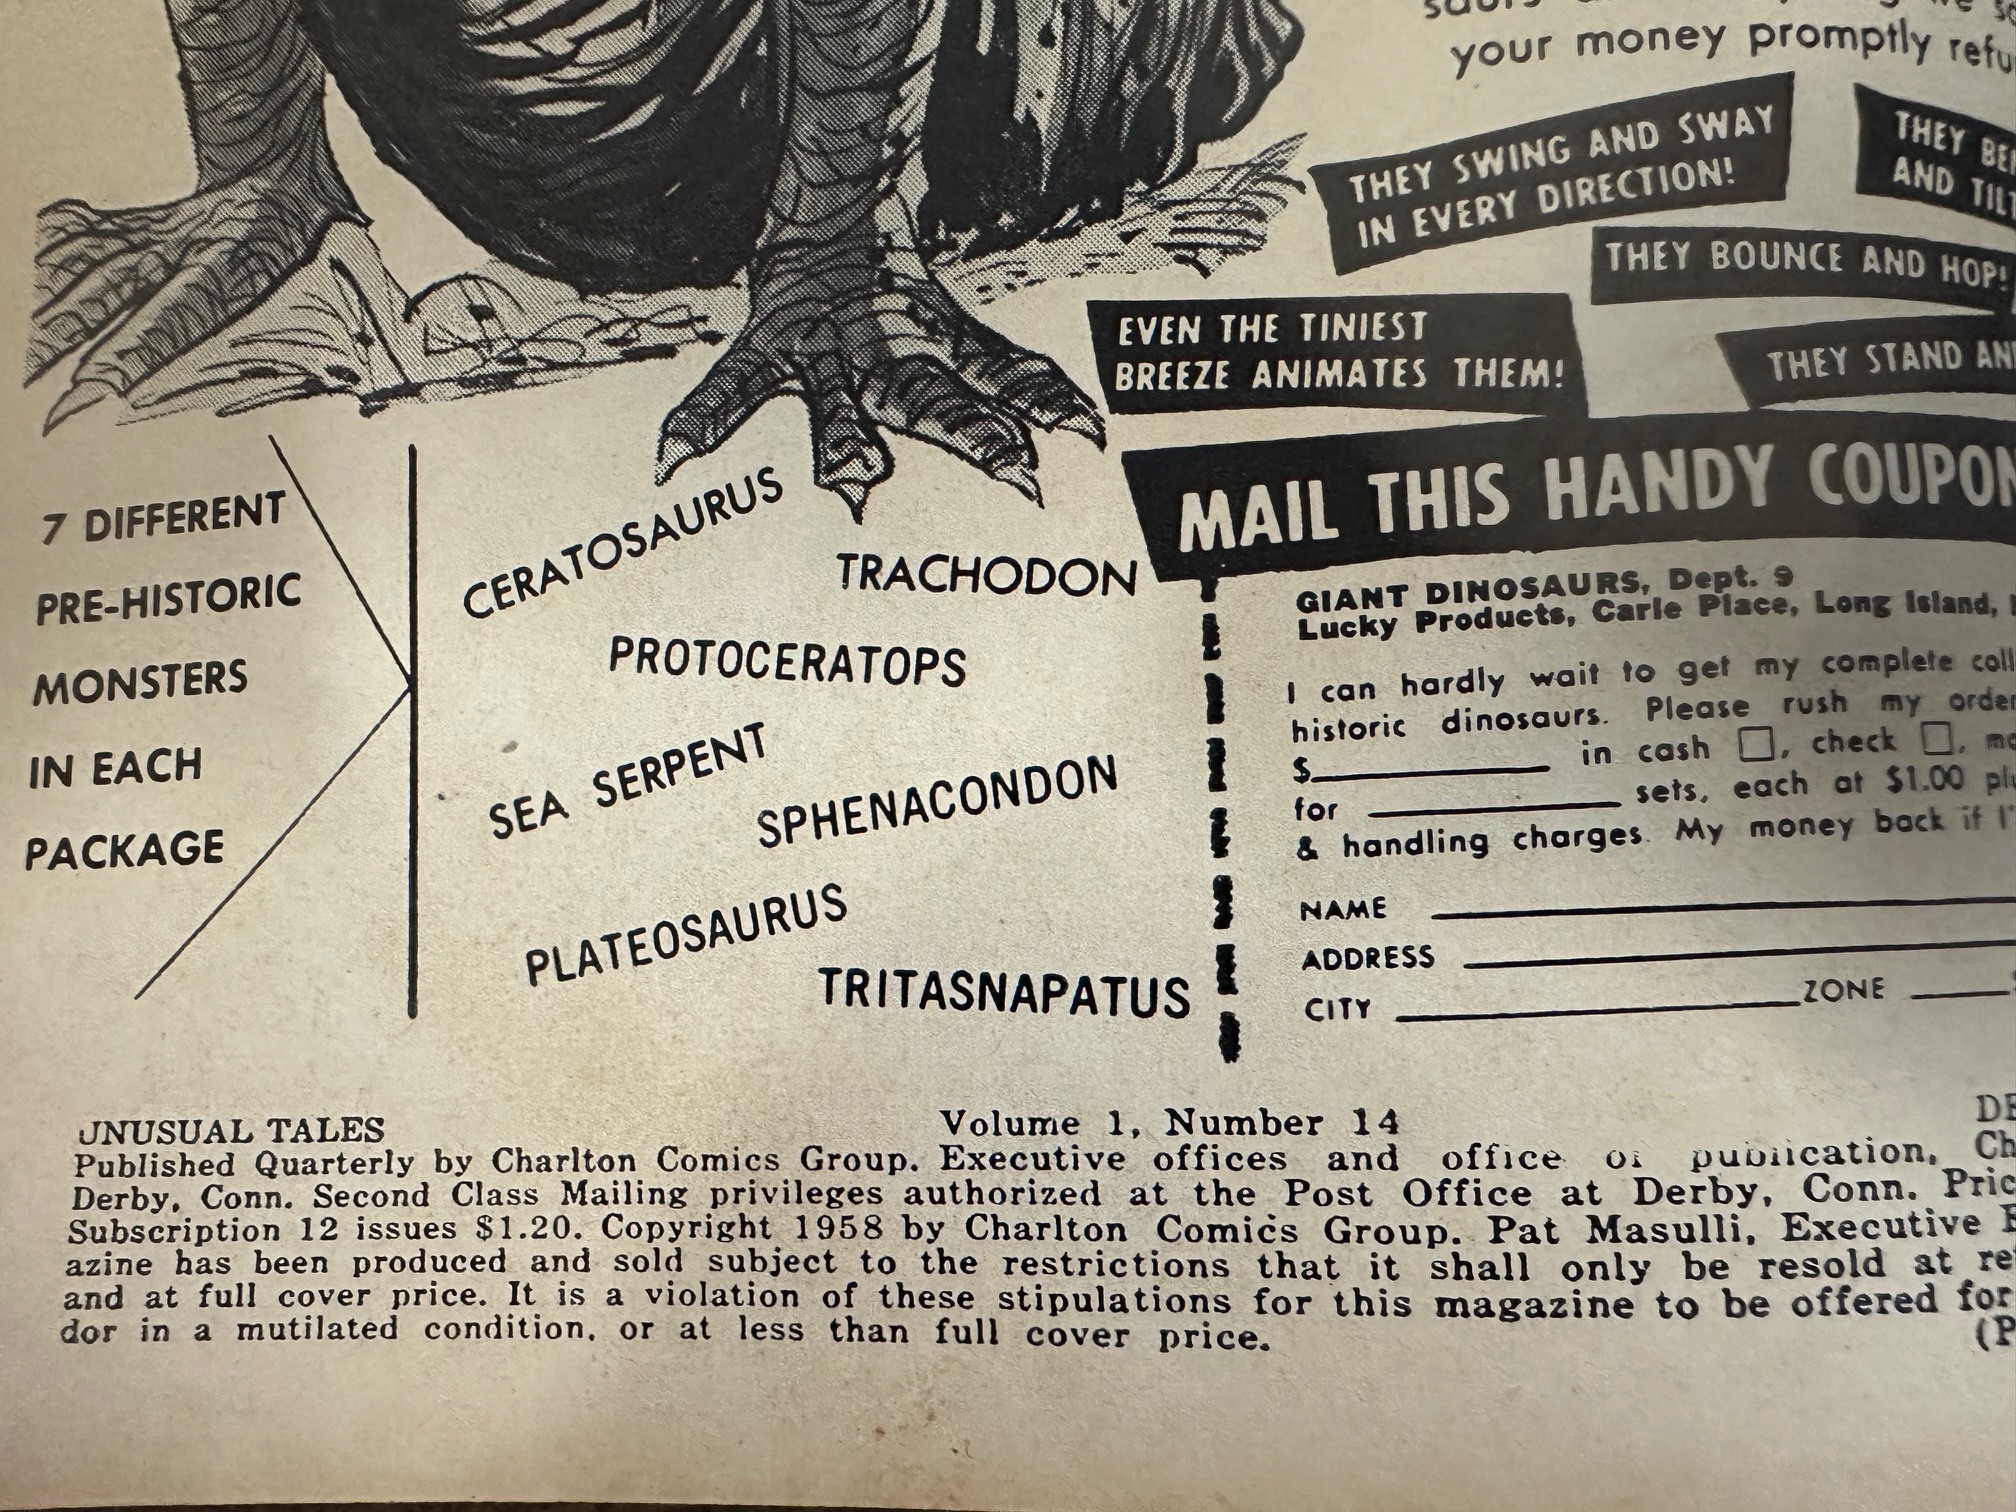 your money promptly
THEY SWING AND SWAY
IN EVERY DIRECTION!
THEY
AND
THEY BOUNCE AND HOP!
EVEN THE TINIEST
BREEZE ANIMATES THEM!
THEY STAND
7 DIFFERENT
PRE-HISTORIC
MONSTERS
IN EACH
PACKAGE
CERATOSAURUS
TRACHODON
PROTOCERATOPS
SEA SERPENT
SPHENACONDON
PLATEOSAURUS
TRITASNAPATUS
MAIL THIS HANDY COUPON
GIANT DINOSAURS, Dept. 9
Lucky Products, Carle Place, Long Island,
I can hardly wait to get my complete
historic dinosaurs. Please rush my order
$ in cash ☐, check ☐,
for sets, each at $1.00
& handling charges. My money back if I
NAME
ADDRESS
CITY ZONE
UNUSUAL TALES Volume 1, Number 14
Published Quarterly by Charlton Comics Group. Executive offices and office of publication,
Derby, Conn. Second Class Mailing privileges authorized at the Post Office at Derby, Conn.
Subscription 12 issues $1.20. Copyright 1958 by Charlton Comics Group. Pat Masulli, Executive
azine has been produced and sold subject to the restrictions that it shall only be resold at
and at full cover price. It is a violation of these stipulations for this magazine to be offered for
dor in a mutilated condition, or at less than full cover price.